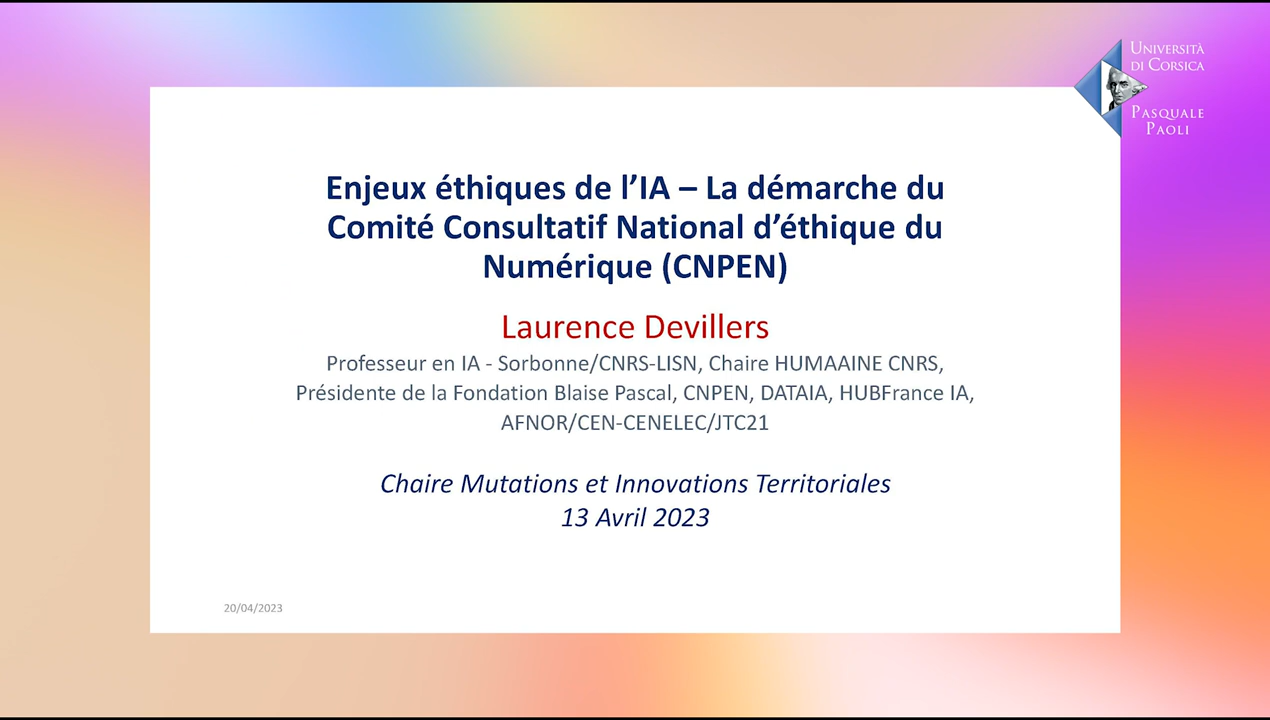 UNIVERSITÀ
DI CORSICA
PASQUALE
PAOLI
Enjeux éthiques de l’IA – La démarche du
Comité Consultatif National d’éthique du
Numérique (CNPEN)
Laurence Devillers
Professeur en IA - Sorbonne/CNRS-LISN, Chaire HUMAAINE CNRS,
Présidente de la Fondation Blaise Pascal, CNPEN, DATAIA, HUBFrance IA,
AFNOR/CEN-CENELEC/JTC21
Chaire Mutations et Innovations Territoriales
13 Avril 2023
20/04/2023